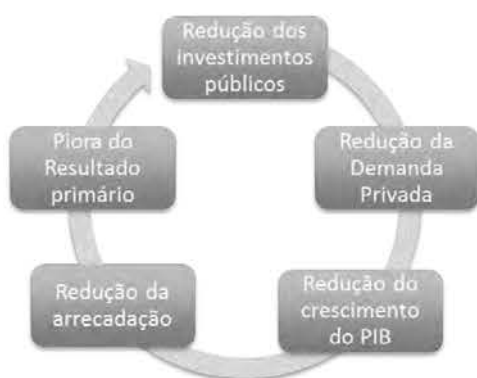 Redução dos
investimentos
públicos
Redução da
Demanda
Privada
Redução do
crescimento
do PIB
Redução da
arrecadação
Piora do
Resultado
primário